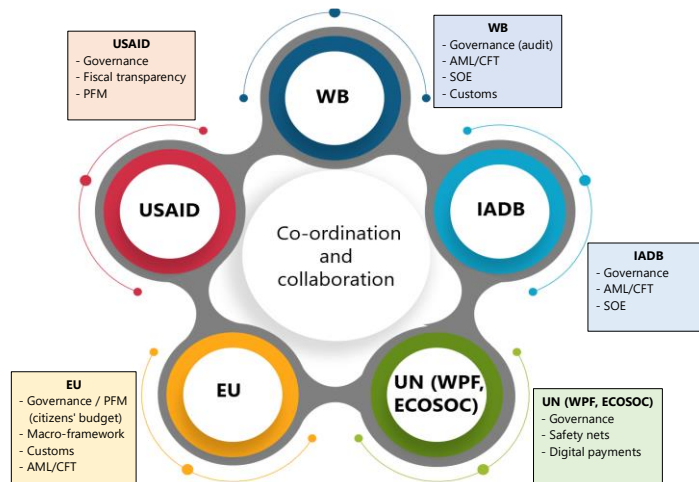 USAID
- Governance
- Fiscal transparency
- PFM
WB
- Governance (audit)
- AML/CFT
- SOE
- Customs
WB
USAID
IADB
Co-ordination
and
collaboration
IADB
- Governance
- AML/CFT
- SOE
EU
UN (WPF,
ECOSOC)
EU
- Governance / PFM
(citizens' budget)
- Macro-framework
- Customs
- AML/CFT
UN (WPF, ECOSOC)
- Governance
- Safety nets
- Digital payments